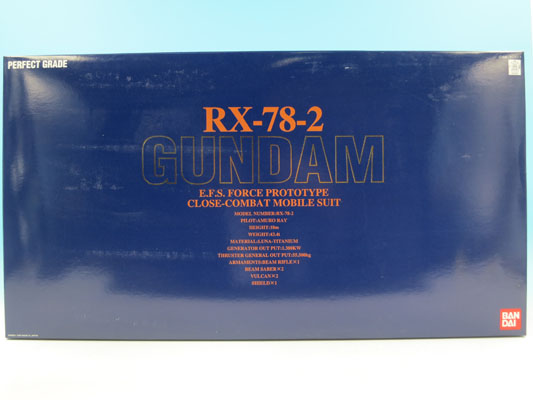 PERFECT GRADE
RX-78-2
GUNDAM
E.F.S. FORCE PROTOTYPE
CLOSE-COMBAT MOBILE SUIT
MODEL NUMBER:RX-78-2
PILOT:AMURO RAY
HEIGHT:18m
WEIGHT:43.4t
MATERIAL:LUNA-TITANIUM
GENERATOR OUT PUT:1,380KW
THRUSTER GENERAL OUT PUT:55,500kg
ARMAMENTS:BEAM RIFLE×1
BEAM SABER×2
VULCAN×2
SHIELD×1
BAN
DAI